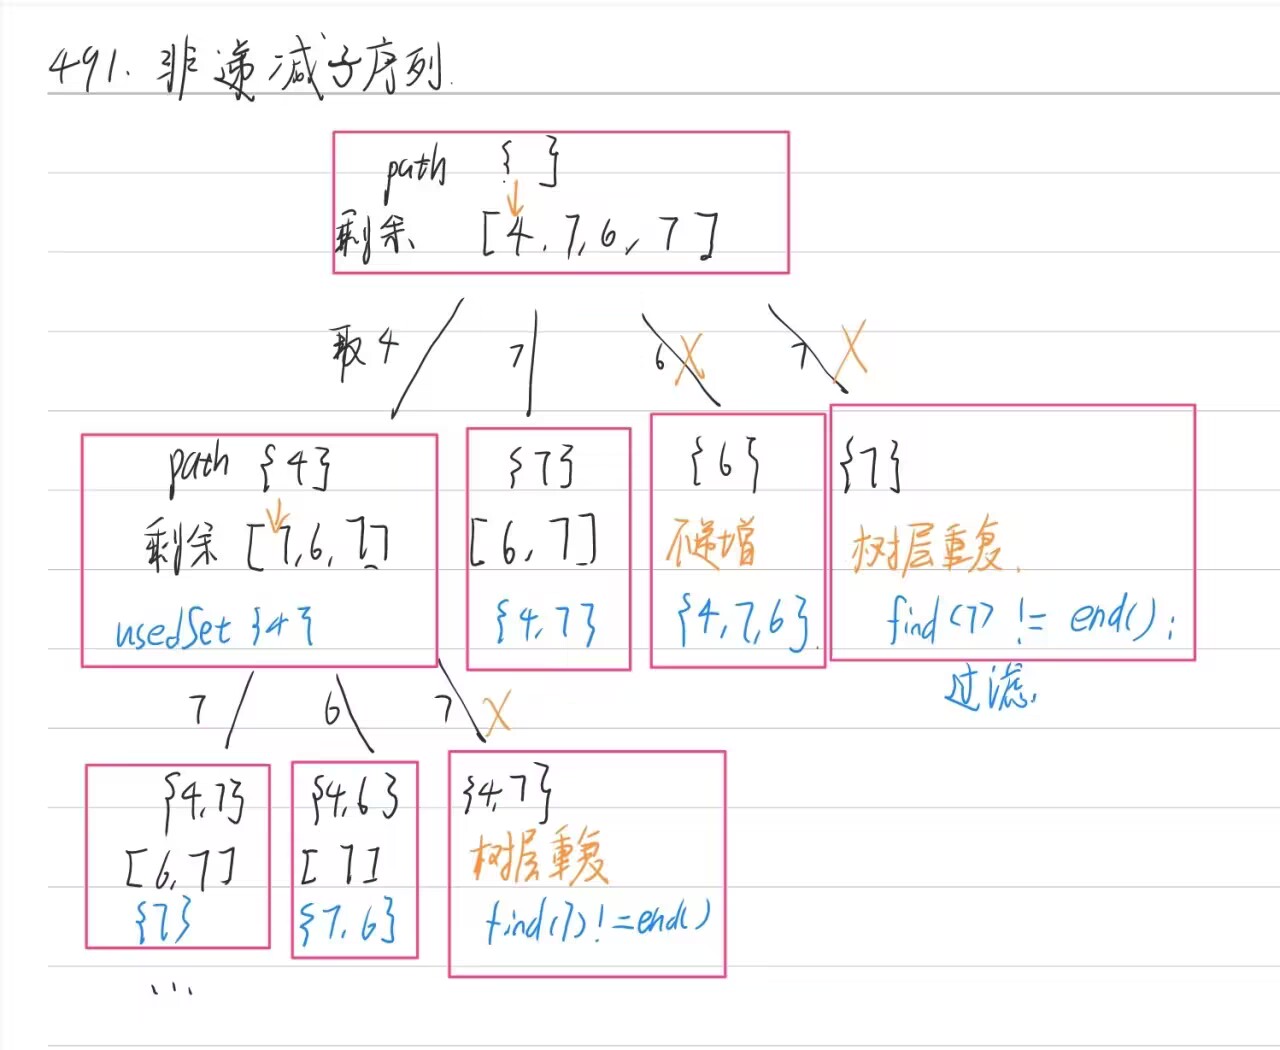 491. 非递减子序列.
path { }
剩余 [4, 7, 6, 7]
取4 7 6 X 7 X
path {4} {7} {6} {7}
剩余 [7,6,7] [6,7] 不递增 树层重复.
usedSet {4} {4,7} {4,7,6}. find(7) != end();
过滤.
7 6 7 X
{4,7} {4,6} {4,7}
[6,7] [7] 树层重复
{7} {7,6} find(7)!=end()
...